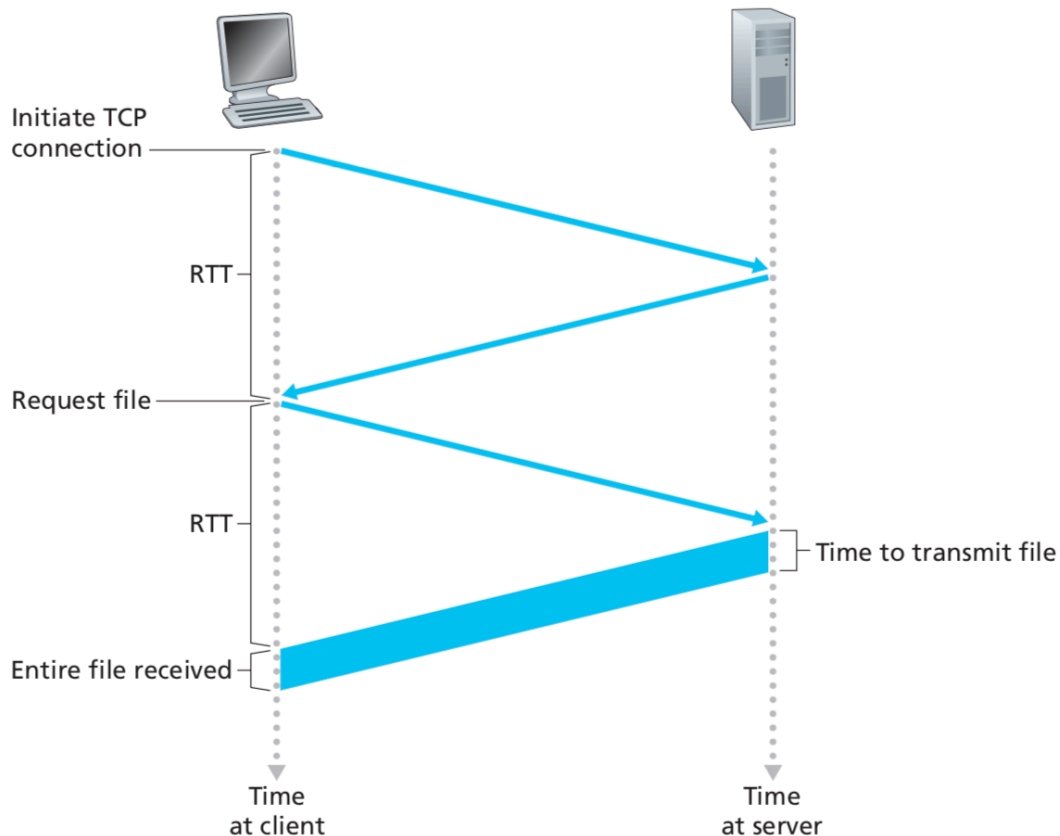 Initiate TCP
connection
RTT
Request file
RTT
Time to transmit file
Entire file received
Time
at client
Time
at server